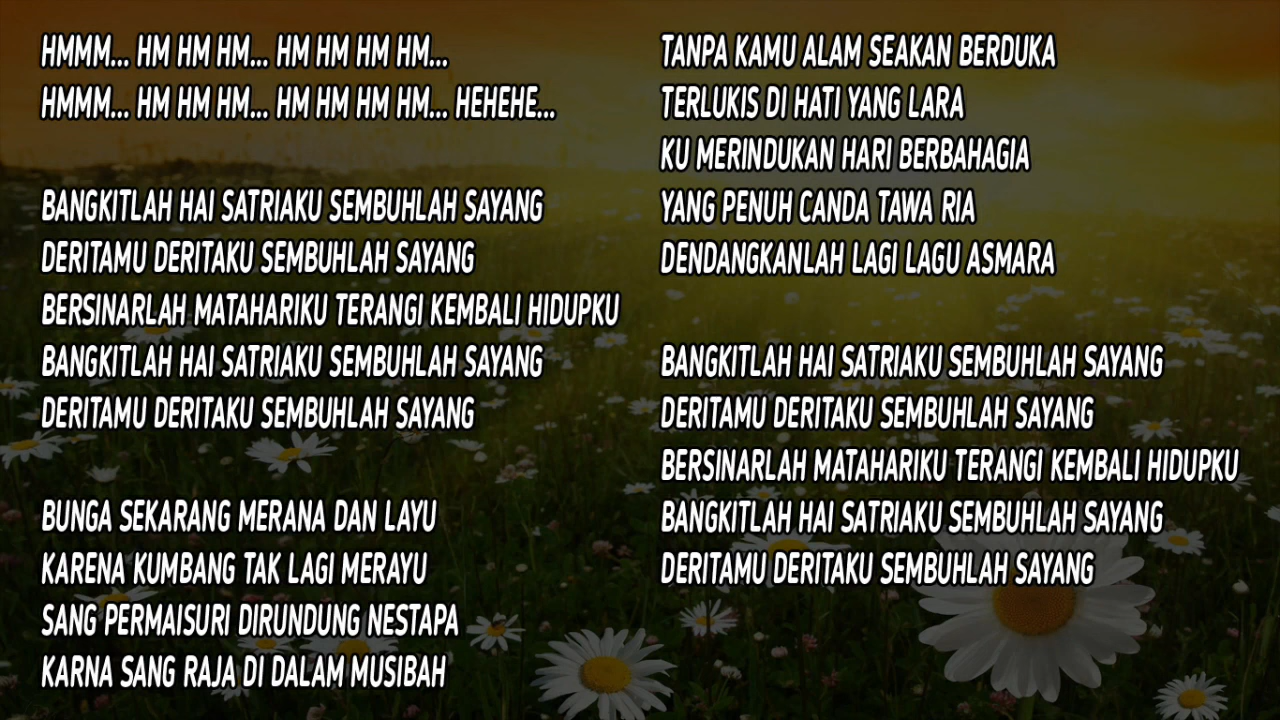 HMMM... HM HM HM... HM HM HM HM...
HMMM... HM HM HM... HM HM HM HM... HEHEHE...
BANGKITLAH HAI SATRIAKU SEMBUHLAH SAYANG
DERITAMU DERITAKU SEMBUHLAH SAYANG
BERSINARLAH MATAHARIKU TERANGI KEMBALI HIDUPKU
BANGKITLAH HAI SATRIAKU SEMBUHLAH SAYANG
DERITAMU DERITAKU SEMBUHLAH SAYANG
BUNGA SEKARANG MERANA DAN LAYU
KARENA KUMBANG TAK LAGI MERAYU
SANG PERMAISURI DIRUNDUNG NESTAPA
KARNA SANG RAJA DI DALAM MUSIBAH
TANPA KAMU ALAM SEAKAN BERDUKA
TERLUKIS DI HATI YANG LARA
KU MERINDUKAN HARI BERBAHAGIA
YANG PENUH CANDA TAWA RIA
DENDANGKANLAH LAGI LAGU ASMARA
BANGKITLAH HAI SATRIAKU SEMBUHLAH SAYANG
DERITAMU DERITAKU SEMBUHLAH SAYANG
BERSINARLAH MATAHARIKU TERANGI KEMBALI HIDUPKU
BANGKITLAH HAI SATRIAKU SEMBUHLAH SAYANG
DERITAMU DERITAKU SEMBUHLAH SAYANG